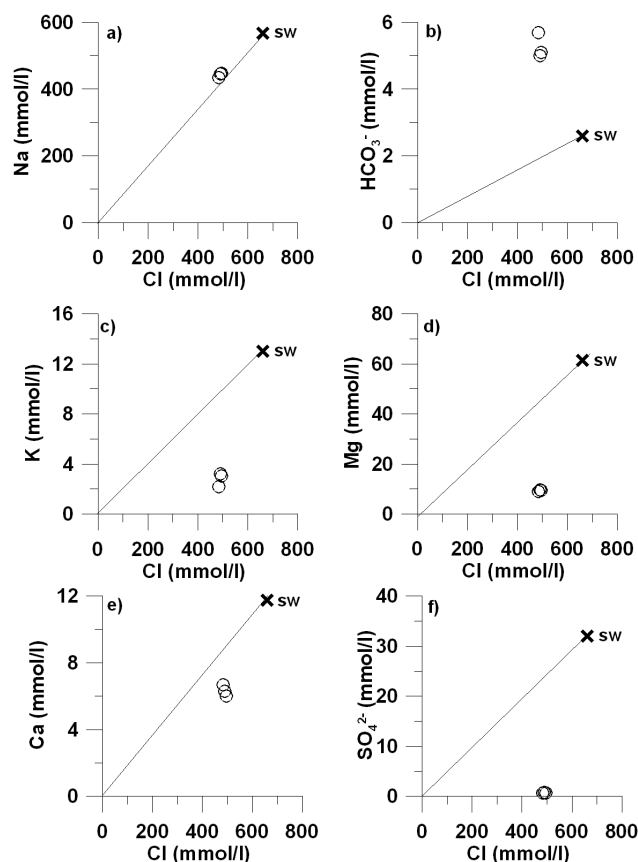 a)
Na (mmol/l)
600
400
200
0
sw
0 200 400 600 800
Cl (mmol/l)
b)
HCO₃⁻ (mmol/l)
6
4
2
0
sw
0 200 400 600 800
Cl (mmol/l)
c)
K (mmol/l)
16
12
8
4
0
sw
0 200 400 600 800
Cl (mmol/l)
d)
Mg (mmol/l)
80
60
40
20
0
sw
0 200 400 600 800
Cl (mmol/l)
e)
Ca (mmol/l)
12
8
4
0
sw
0 200 400 600 800
Cl (mmol/l)
f)
SO₄²⁻ (mmol/l)
40
30
20
10
0
sw
0 200 400 600 800
Cl (mmol/l)